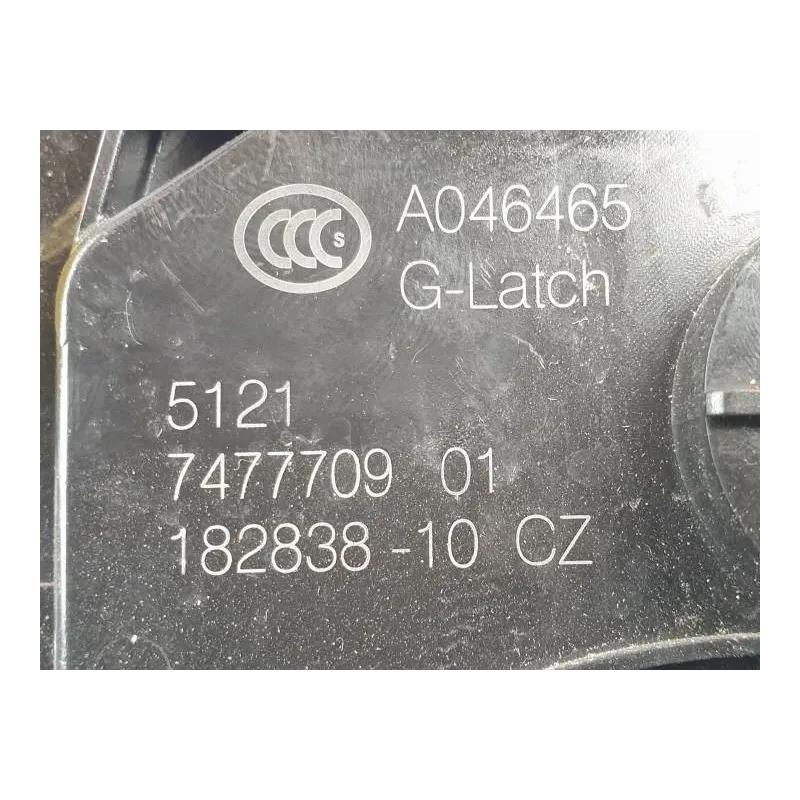 CCC S A046465
G-Latch
5121
7477709 01
182838-10 CZ